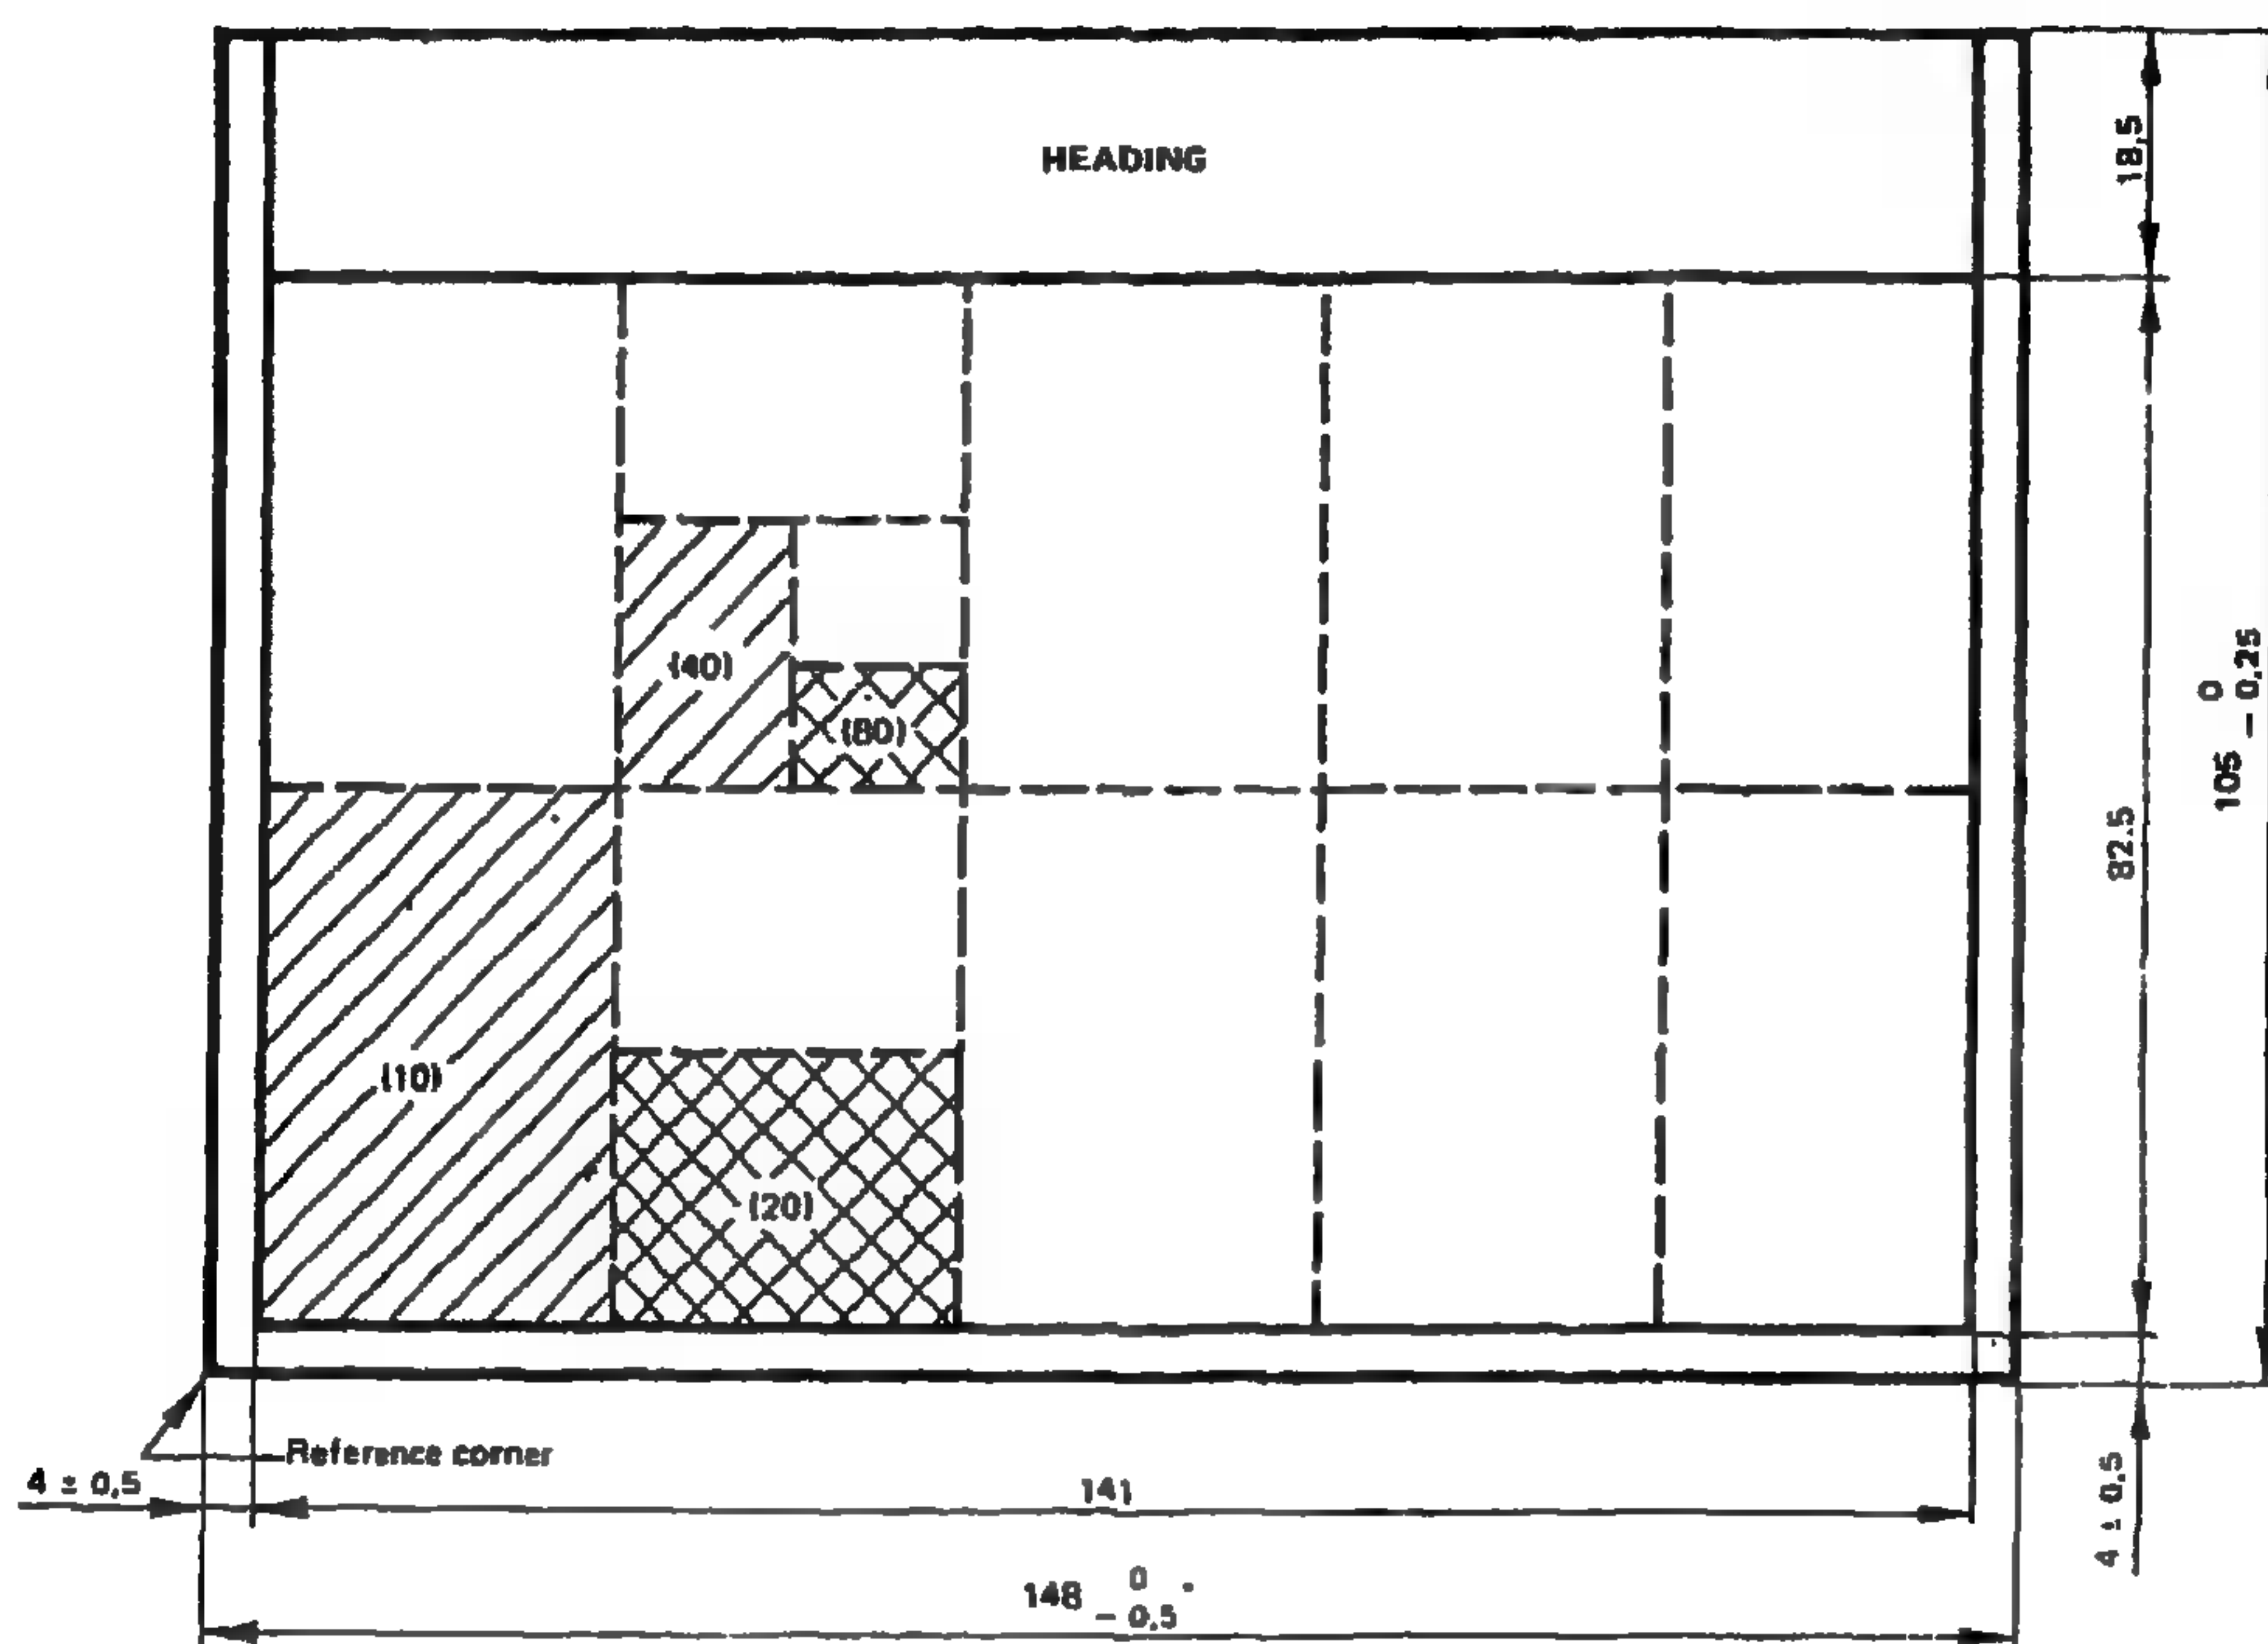 HEADING
18,5
(40)
(80)
0
105 – 0,25
82.5
(10)
(20)
Reference corner
4 ± 0,5
141
4 ± 0,5
0
148 – 0,5